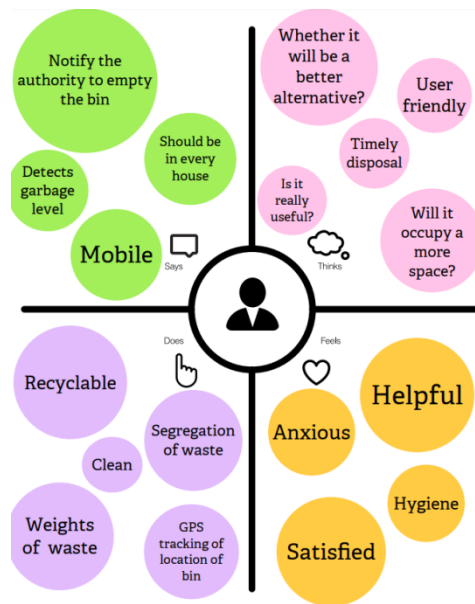 Notify the
authority to empty
the bin
Should be
in every
house
Detects
garbage
level
Mobile
Says
Whether it
will be a
better
alternative?
User
friendly
Timely
disposal
Is it
really
useful?
Will it
occupy a
more
space?
Thinks
Does
Recyclable
Segregation
of waste
Clean
Weights
of waste
GPS
tracking of
location of
bin
Feels
Helpful
Anxious
Hygiene
Satisfied